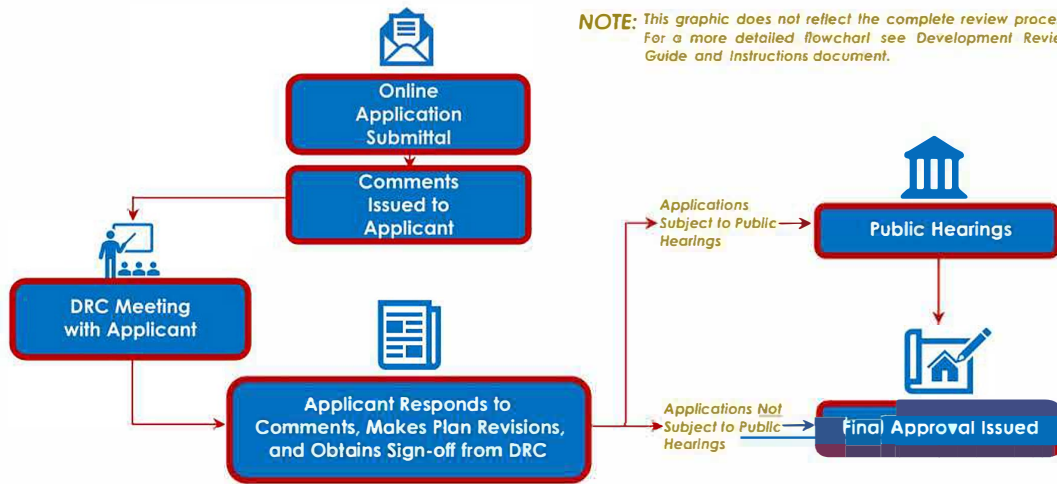 NOTE: This graphic does not reflect the complete review
For a more detailed flowchart see Development
Guide and Instructions document.
Online
Application
Submittal
Comments
Issued to
Applicant
DRC Meeting
with Applicant
Applicant Responds to
Comments, Makes Plan Revisions,
and Obtains Sign-off from DRC
Applications
Subject to Public
Hearings
Public Hearings
Applications Not
Subject to Public
Hearings
Final Approval Issued